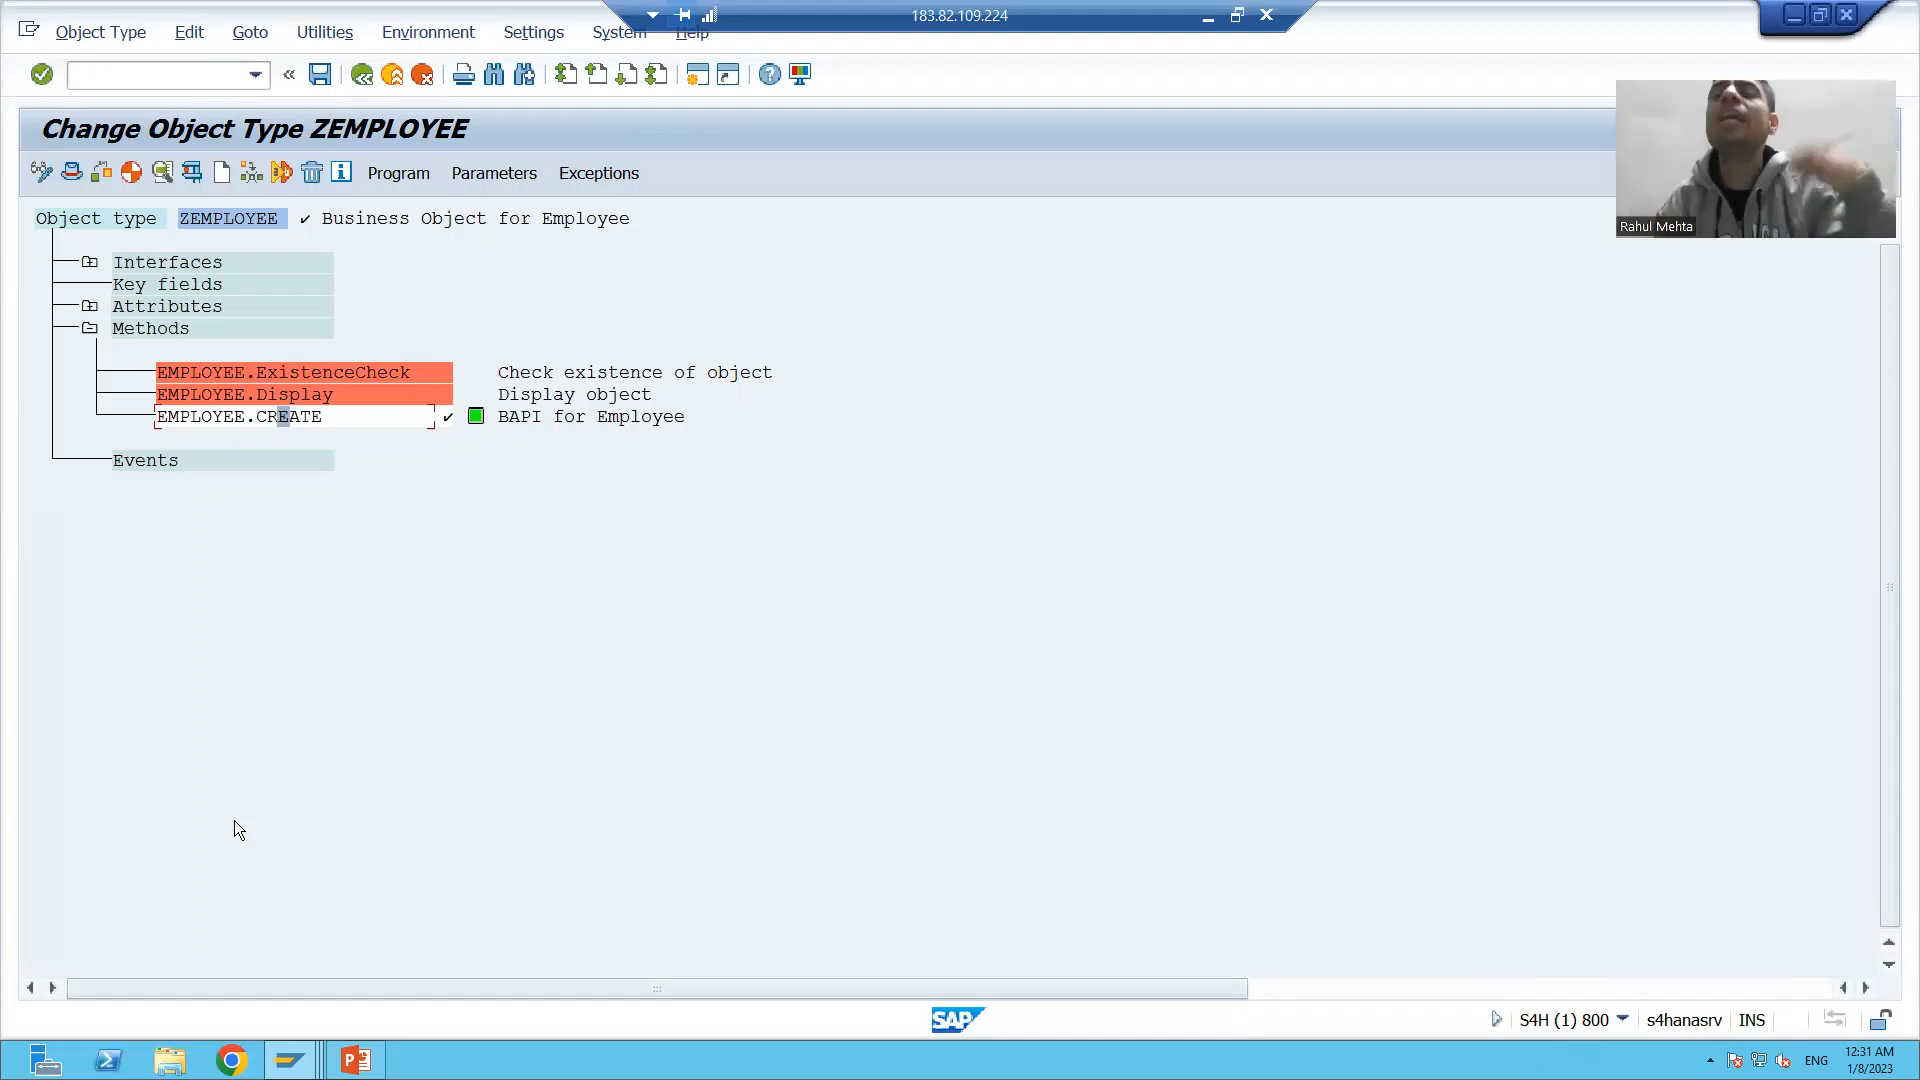 183.82.109.224
Object Type Edit Goto Utilities Environment Settings System Help
Change Object Type ZEMPLOYEE
Program Parameters Exceptions
Object type ZEMPLOYEE ✔ Business Object for Employee
Interfaces
Key fields
Attributes
Methods
EMPLOYEE.ExistenceCheck Check existence of object
EMPLOYEE.Display Display object
EMPLOYEE.CREATE ✔ BAPI for Employee
Events
Rahul Mehta
SAP
S4H (1) 800 s4hanasrv INS
ENG
12:31 AM
1/8/2023